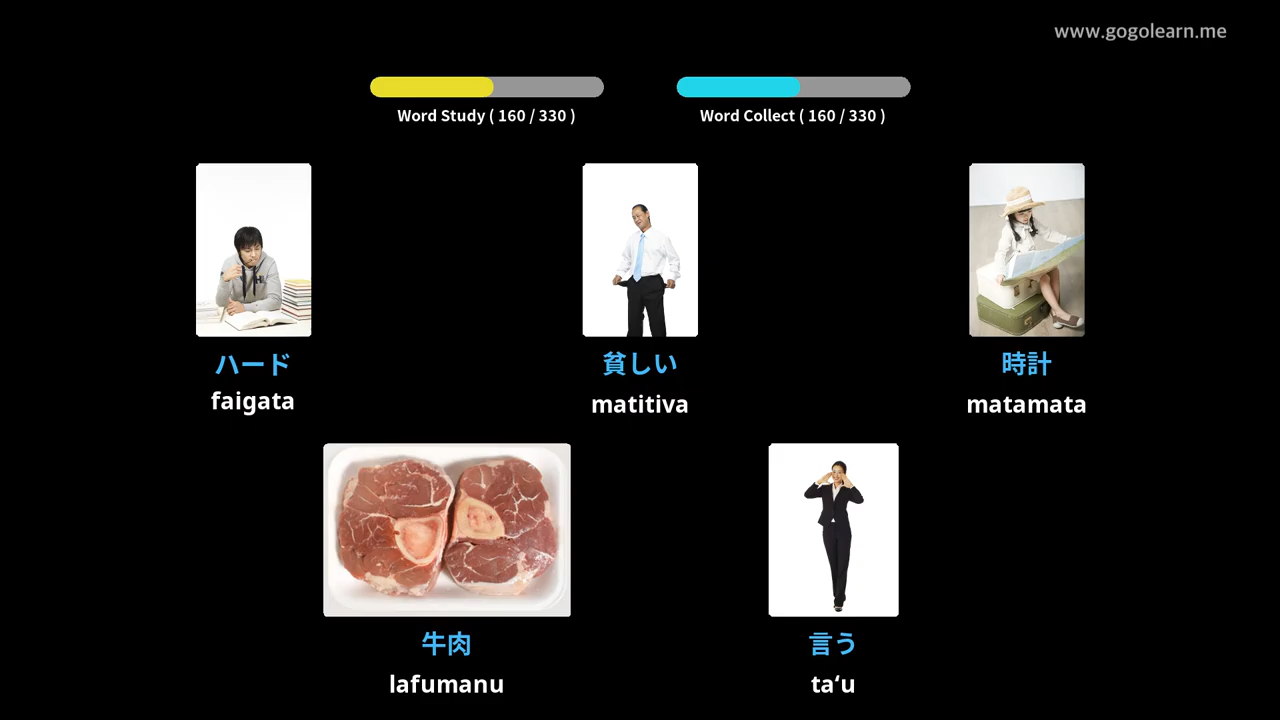 www.gogolearn.me
Word Study ( 160 / 330 )
Word Collect ( 160 / 330 )
ハード
faigata
貧しい
matitiva
時計
matamata
牛肉
lafumanu
言う
taʻu